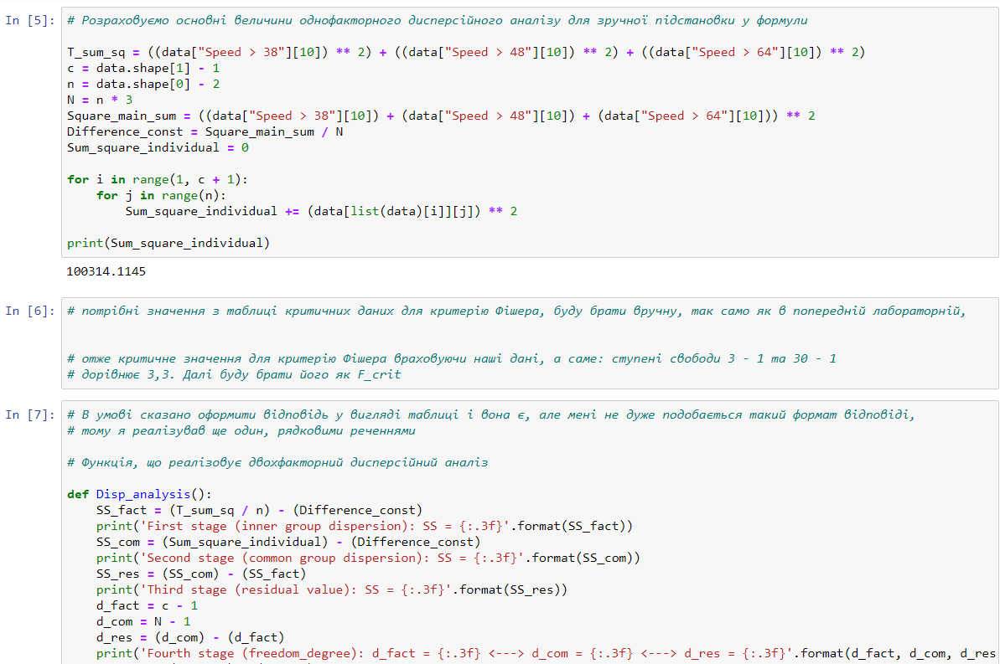 In [5]: # Розраховуємо основні величини однофакторного дисперсійного аналізу для зручної підстановки у формули
T_sum_sq = ((data["Speed > 38"][10]) ** 2) + ((data["Speed > 48"][10]) ** 2) + ((data["Speed > 64"][10]) ** 2)
c = data.shape[1] - 1
n = data.shape[0] - 2
N = n * 3
Square_main_sum = ((data["Speed > 38"][10]) + (data["Speed > 48"][10]) + (data["Speed > 64"][10])) ** 2
Difference_const = Square_main_sum / N
Sum_square_individual = 0
for i in range(1, c + 1):
    for j in range(n):
        Sum_square_individual += (data[list(data)[i]][j]) ** 2
print(Sum_square_individual)
100314.1145
In [6]: # потрібні значення з таблиці критичних даних для критерію Фішера, буду брати вручну, так само як в попередній лабораторній,
# отже критичне значення для критерію Фішера враховуючи наші дані, а саме: ступені свободи 3 - 1 та 30 - 1
# дорівнює 3,3. Далі буду брати його як F_crit
In [7]: # В умові сказано оформити відповідь у вигляді таблиці і вона є, але мені не дуже подобається такий формат відповіді,
# тому я реалізував ще один, рядковими реченнями
# Функція, що реалізовує двохфакторний дисперсійний аналіз
def Disp_analysis():
    SS_fact = (T_sum_sq / n) - (Difference_const)
    print('First stage (inner group dispersion): SS = {:.3f}'.format(SS_fact))
    SS_com = (Sum_square_individual) - (Difference_const)
    print('Second stage (common group dispersion): SS = {:.3f}'.format(SS_com))
    SS_res = (SS_com) - (SS_fact)
    print('Third stage (residual value): SS = {:.3f}'.format(SS_res))
    d_fact = c - 1
    d_com = N - 1
    d_res = (d_com) - (d_fact)
    print('Fourth stage (freedom_degree): d_fact = {:.3f} <---> d_com = {:.3f} <---> d_res = {:.3f}'.format(d_fact, d_com, d_res